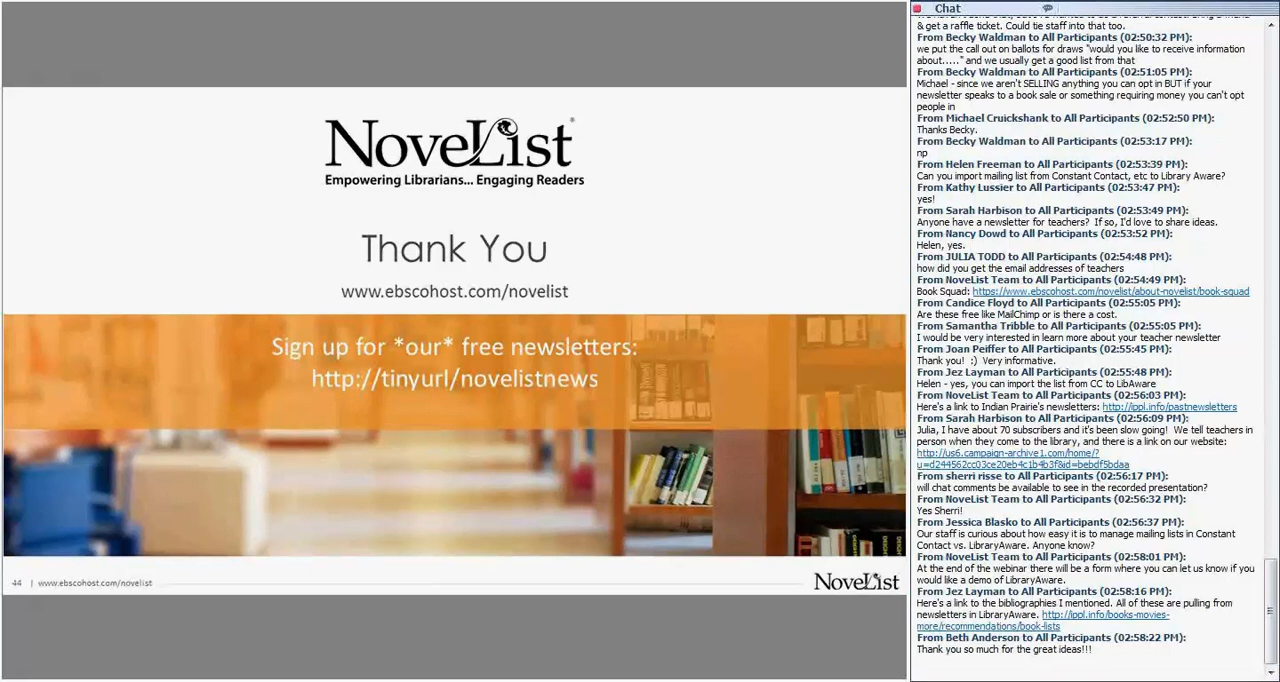 NoveList®
Empowering Librarians... Engaging Readers
Thank You
www.ebscohost.com/novelist
Sign up for *our* free newsletters:
http://tinyurl/novelistnews
44 | www.ebscohost.com/novelist
NoveList
Chat
& get a raffle ticket. Could tie staff into that too.
From Becky Waldman to All Participants (02:50:32 PM):
we put the call out on ballots for draws "would you like to receive information
about....." and we usually get a good list from that
From Becky Waldman to All Participants (02:51:05 PM):
Michael - since we aren't SELLING anything you can opt in BUT if your
newsletter speaks to a book sale or something requiring money you can't opt
people in
From Michael Cruickshank to All Participants (02:52:50 PM):
Thanks Becky.
From Becky Waldman to All Participants (02:53:17 PM):
np
From Helen Freeman to All Participants (02:53:39 PM):
Can you import mailing list from Constant Contact, etc to Library Aware?
From Kathy Lussier to All Participants (02:53:47 PM):
yes!
From Sarah Harbison to All Participants (02:53:49 PM):
Anyone have a newsletter for teachers? If so, I'd love to share ideas.
From Nancy Dowd to All Participants (02:53:52 PM):
Helen, yes.
From JULIA TODD to All Participants (02:54:48 PM):
how did you get the email addresses of teachers
From NoveList Team to All Participants (02:54:49 PM):
Book Squad: https://www.ebscohost.com/novelist/about-novelist/book-squad
From Candice Floyd to All Participants (02:55:05 PM):
Are these free like MailChimp or is there a cost.
From Samantha Tribble to All Participants (02:55:05 PM):
I would be very interested in learn more about your teacher newsletter
From Joan Peiffer to All Participants (02:55:45 PM):
Thank you! :) Very informative.
From Jez Layman to All Participants (02:55:48 PM):
Helen - yes, you can import the list from CC to LibAware
From NoveList Team to All Participants (02:56:03 PM):
Here's a link to Indian Prairie's newsletters: http://ippl.info/pastnewsletters
From Sarah Harbison to All Participants (02:56:09 PM):
Julia, I have about 70 subscribers and it's been slow going! We tell teachers in
person when they come to the library, and there is a link on our website:
http://us6.campaign-archive1.com/home/?
u=d244562cc03ce20eb4c1b4b3f&id=bebdf5bdaa
From sherri risse to All Participants (02:56:17 PM):
will chat comments be available to see in the recorded presentation?
From NoveList Team to All Participants (02:56:32 PM):
Yes Sherri!
From Jessica Blasko to All Participants (02:56:37 PM):
Our staff is curious about how easy it is to manage mailing lists in Constant
Contact vs. LibraryAware. Anyone know?
From NoveList Team to All Participants (02:58:01 PM):
At the end of the webinar there will be a form where you can let us know if you
would like a demo of LibraryAware.
From Jez Layman to All Participants (02:58:16 PM):
Here's a link to the bibliographies I mentioned. All of these are pulling from
newsletters in LibraryAware. http://ippl.info/books-movies-
more/recommendations/book-lists
From Beth Anderson to All Participants (02:58:22 PM):
Thank you so much for the great ideas!!!